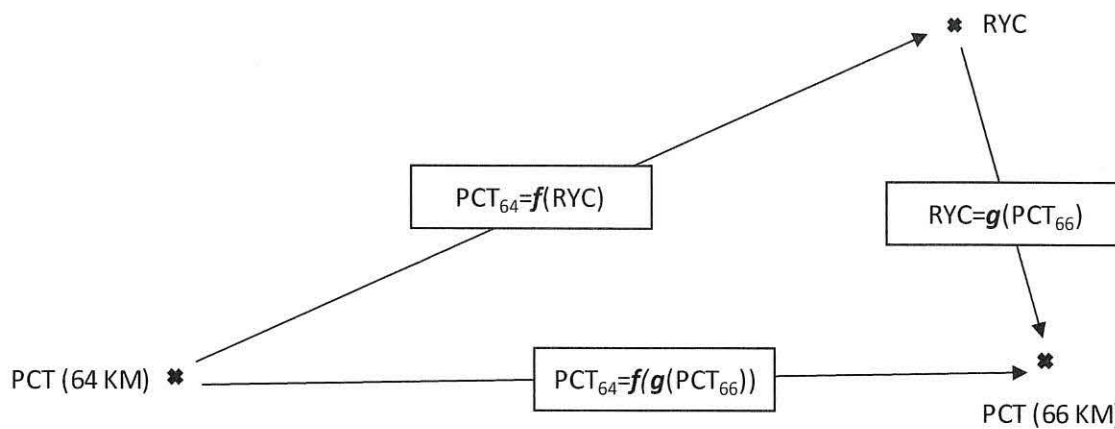 RYC
PCT₆₄=f(RYC)
RYC=g(PCT₆₆)
PCT (64 KM)
PCT₆₄=f(g(PCT₆₆))
PCT (66 KM)